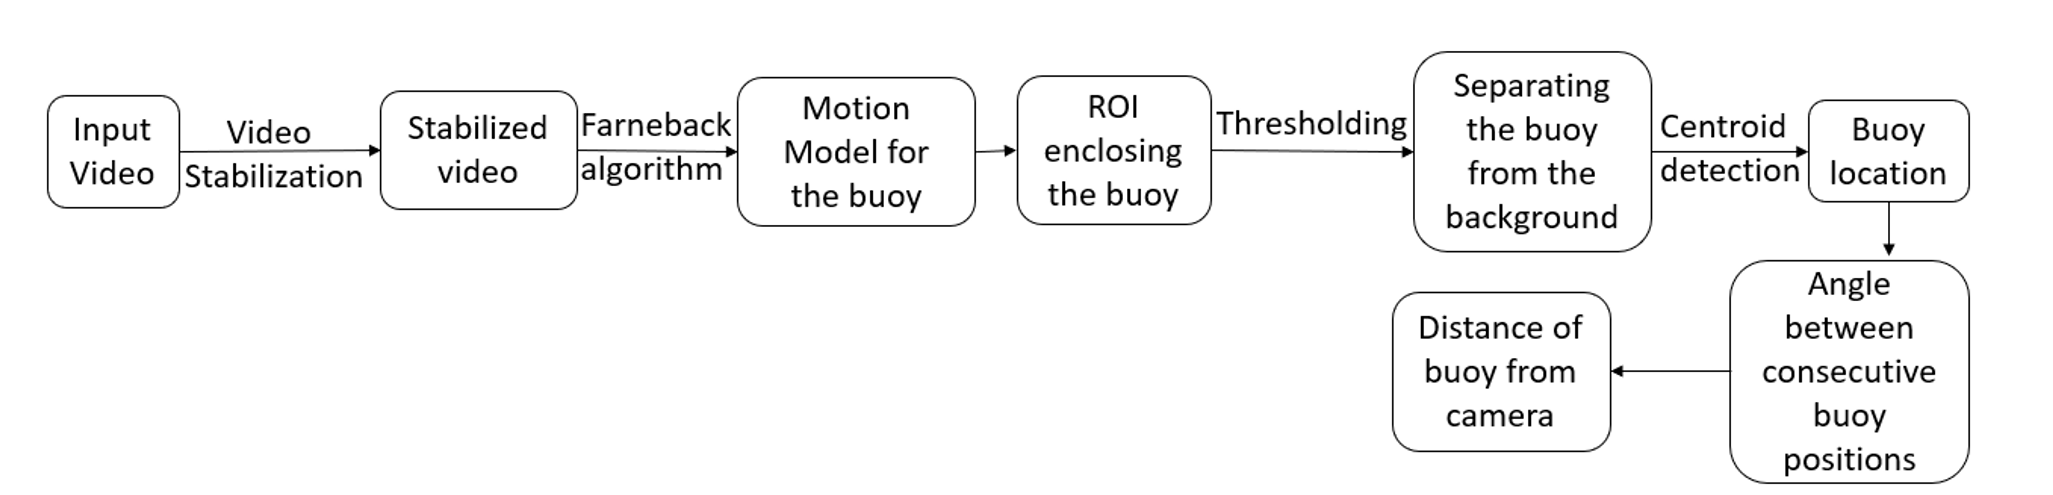 Input
Video
Video
Stabilization
Stabilized
video
Farneback
algorithm
Motion
Model for
the buoy
ROI
enclosing
the buoy
Thresholding
Separating
the buoy
from the
background
Centroid
detection
Buoy
location
Angle
between
consecutive
buoy
positions
Distance of
buoy from
camera